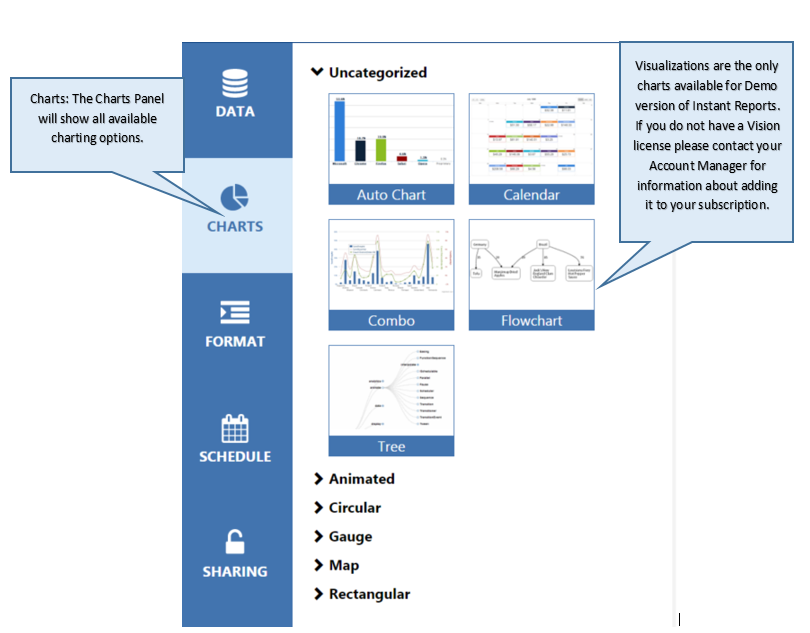 Charts: The Charts Panel
will show all available
charting options.
DATA
CHARTS
FORMAT
SCHEDULE
SHARING
Uncategorized
Auto Chart
Calendar
Combo
Flowchart
Tree
Animated
Circular
Gauge
Map
Rectangular
Visualizations are the only
charts available for Demo
version of Instant Reports.
If you do not have a Vision
license please contact your
Account Manager for
information about adding
it to your subscription.